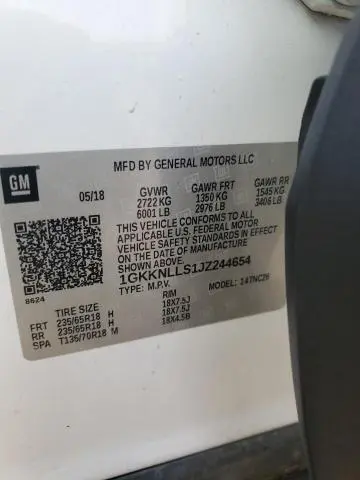 MFD BY GENERAL MOTORS LLC
GM
05/18 GVWR GAWR FRT GAWR RR
2722 KG 1350 KG 1545 KG
6001 LB 2976 LB 3406 LB
THIS VEHICLE CONFORMS TO ALL
APPLICABLE U.S. FEDERAL MOTOR
VEHICLE SAFETY STANDARDS IN EFFECT
ON THE DATE OF MANUFACTURE
SHOWN ABOVE.
1GKKNLLS1JZ244654
8624 TYPE: M.P.V. MODEL: 14TNC26
TIRE SIZE RIM
FRT 235/65R18 H 18X7.5J
RR 235/65R18 H 18X7.5J
SPA T135/70R18 M 18X4.5B